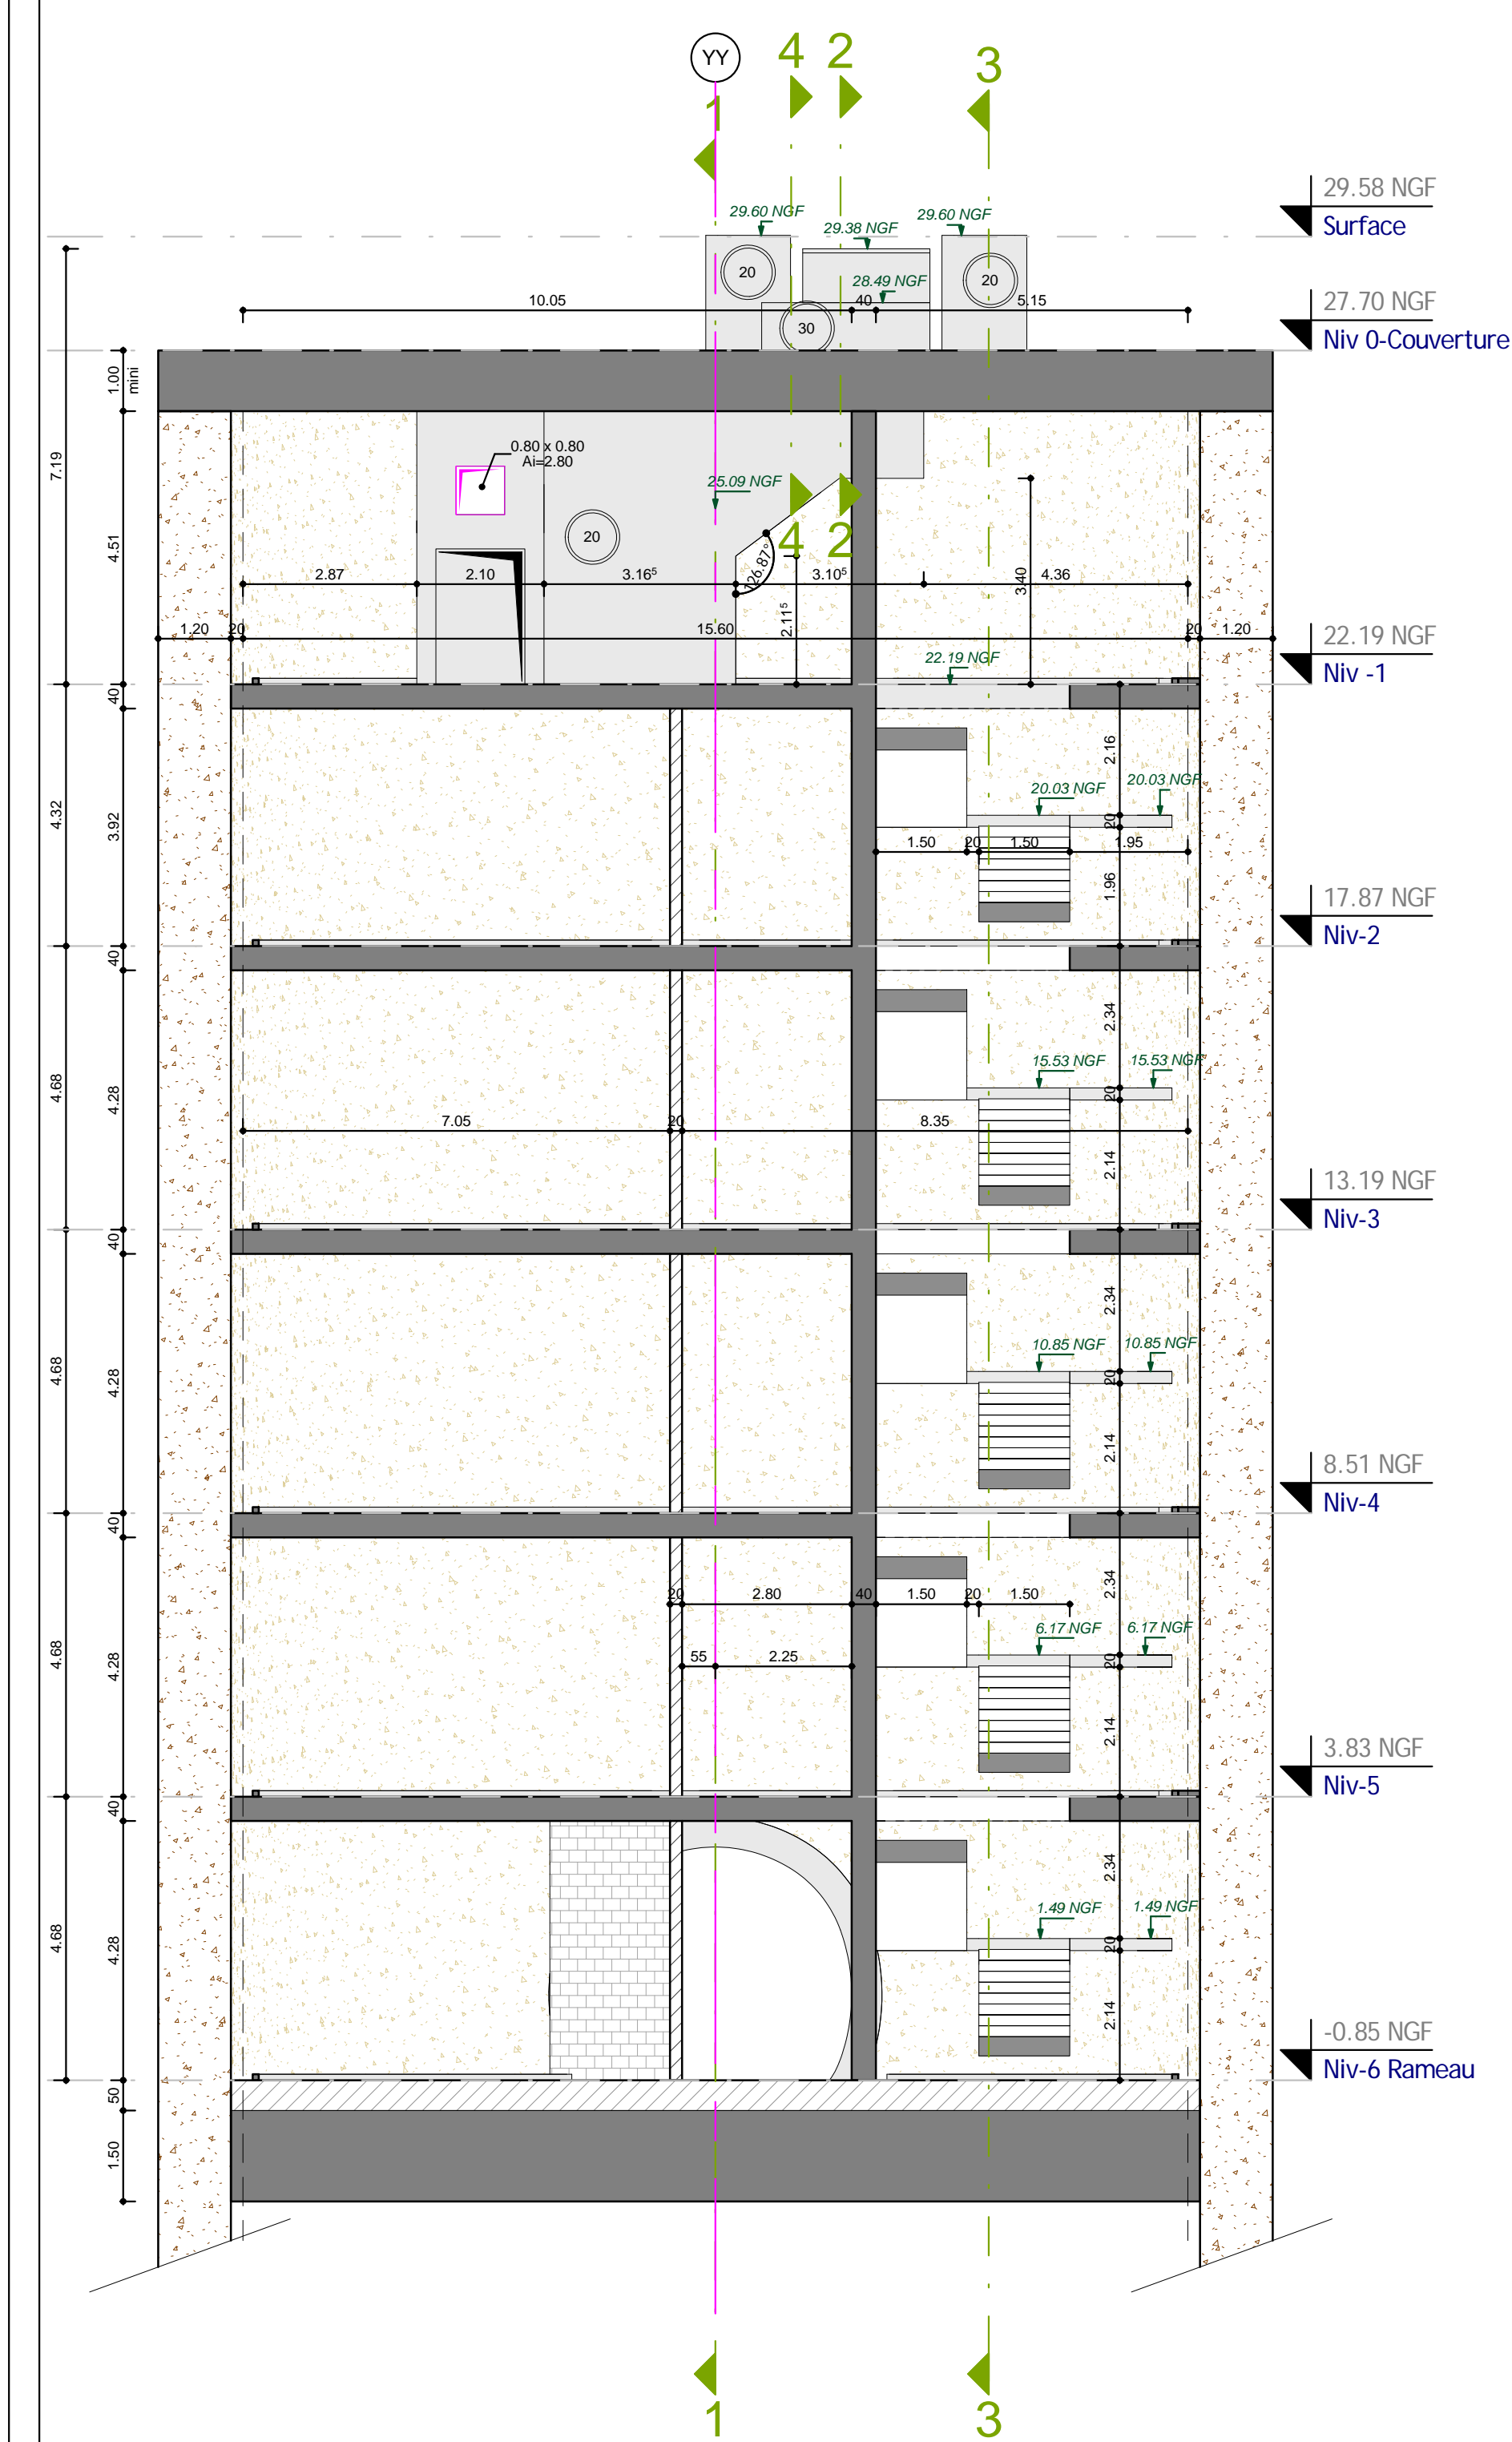 YY
4 2
3
1
29.58 NGF
Surface
29.60 NGF
29.38 NGF
29.60 NGF
20
28.49 NGF
20
30
10.05
40
5.15
27.70 NGF
Niv 0-Couverture
1.00
mini
7.19
0.80 x 0.80
Ai=2.80
25.09 NGF
20
4 2
4.51
126.87°
3.40
2.87
2.10
3.16⁵
3.10⁵
4.36
2.11⁵
1.20
20
15.60
20
1.20
22.19 NGF
22.19 NGF
Niv -1
40
2.16
20.03 NGF
20.03 NGF
4.32
3.92
20
1.50
20
1.50
1.95
1.96
17.87 NGF
Niv-2
40
2.34
15.53 NGF
15.53 NGF
4.68
4.28
20
7.05
20
8.35
2.14
13.19 NGF
Niv-3
40
2.34
10.85 NGF
10.85 NGF
4.68
4.28
20
2.14
8.51 NGF
Niv-4
40
2.34
20
2.80
40
1.50
20
1.50
6.17 NGF
6.17 NGF
4.68
4.28
55
2.25
20
2.14
3.83 NGF
Niv-5
40
2.34
1.49 NGF
1.49 NGF
4.68
4.28
20
2.14
-0.85 NGF
Niv-6 Rameau
50
1.50
1
3